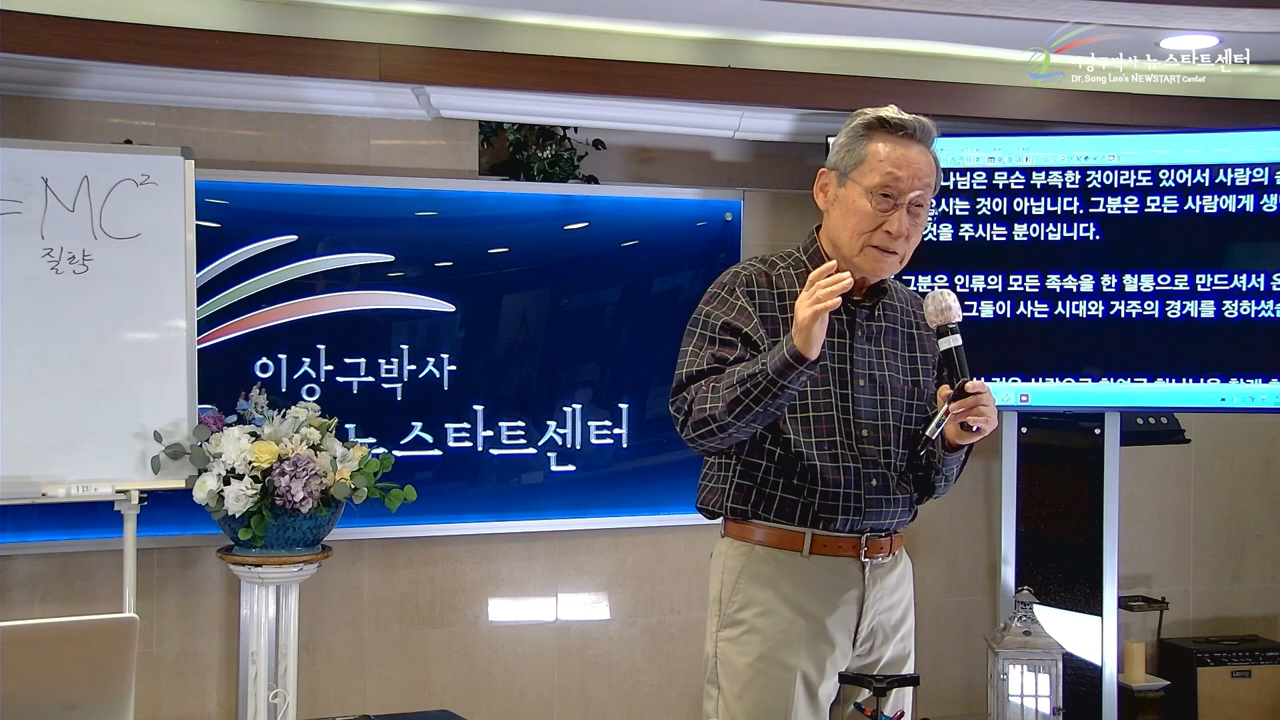 = MC²
질량
이상구박사
뉴스타트센터
이상구박사 뉴스타트센터
Dr. Sang Lee's NEWSTART Center
나님은 무슨 부족한 것이라도 있어서 사람의
시는 것이 아닙니다. 그분은 모든 사람에게
것을 주시는 분이십니다.
그분은 인류의 모든 족속을 한 혈통으로 만드셔서
그들이 사는 시대와 거주의 경계를 정하셨
Laney